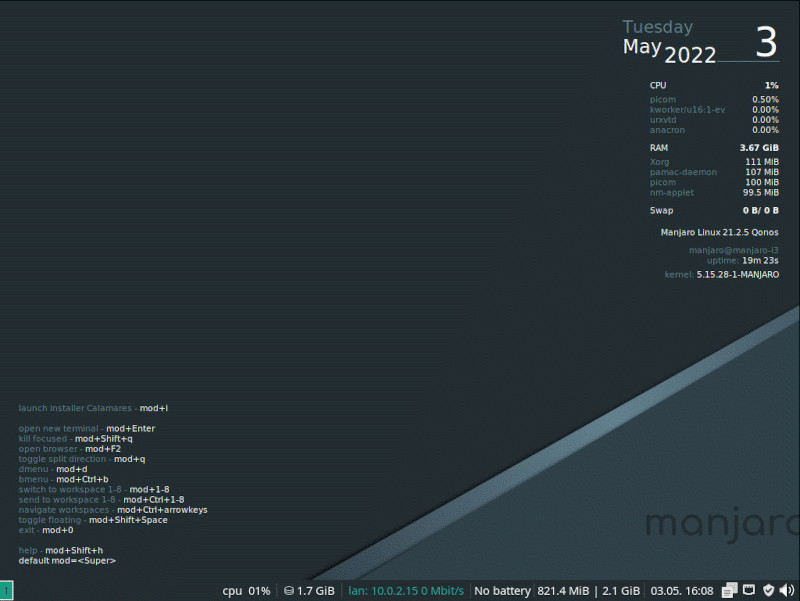 Tuesday
May 2022 3
CPU 1%
picom 0.50%
kworker/u16:1-ev 0.00%
urxvtd 0.00%
anacron 0.00%
RAM 3.67 GiB
Xorg 111 MiB
pamac-daemon 107 MiB
picom 100 MiB
nm-applet 99.5 MiB
Swap 0 B/ 0 B
Manjaro Linux 21.2.5 Qonos
manjaro@manjaro-i3
uptime: 19m 23s
kernel: 5.15.28-1-MANJARO
launch installer Calamares - mod+I
open new terminal - mod+Enter
kill focused - mod+Shift+q
open browser - mod+F2
toggle split direction - mod+q
dmenu - mod+d
bmenu - mod+Ctrl+b
switch to workspace 1-8 - mod+1-8
send to workspace 1-8 - mod+Ctrl+1-8
navigate workspaces - mod+Ctrl+arrowkeys
toggle floating - mod+Shift+Space
exit - mod+0
help - mod+Shift+h
default mod=<Super>
manjaro
1 cpu 01% 1.7 GiB lan: 10.0.2.15 0 Mbit/s No battery 821.4 MiB | 2.1 GiB 03.05. 16:08